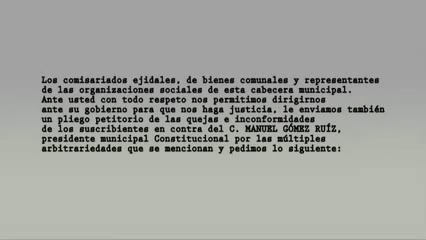 Los comisariados ejidales, de bienes comunales y representantes
de las organizaciones sociales de esta cabecera municipal.
Ante usted con todo respeto nos permitimos dirigirnos
ante su gobierno para que nos haga justicia, le enviamos también
un pliego petitorio de las quejas e inconformidades
de los suscribientes en contra del C. MANUEL GÓMEZ RUÍZ,
presidente municipal Constitucional por las múltiples
arbitrariedades que se mencionan y pedimos lo siguiente: